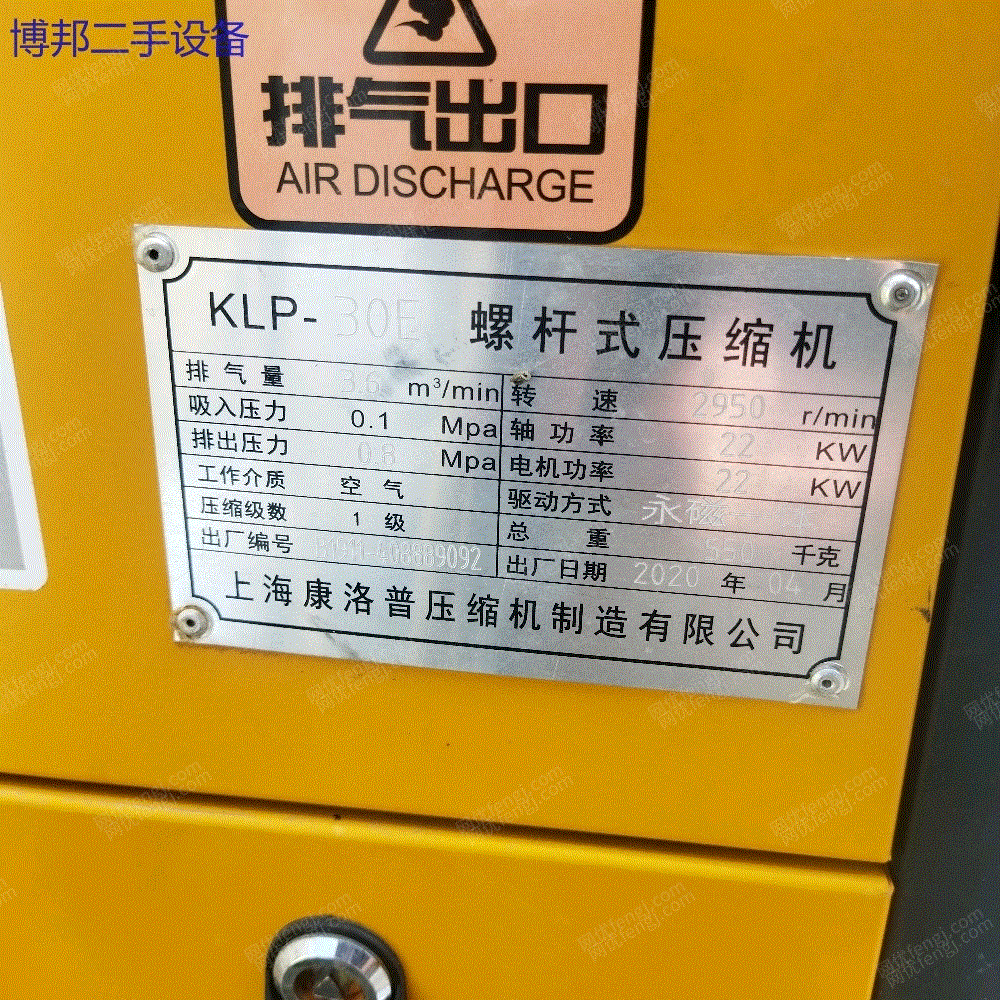 博邦二手设备
排气出口
AIR DISCHARGE
KLP-30E 螺杆式压缩机
排气量 3.6 m³/min 转速 2950 r/min
吸入压力 0.1 Mpa 轴功率 22 KW
排出压力 0.8 Mpa 电机功率 22 KW
工作介质 空气 驱动方式 永磁
压缩级数 1 级 总重 550 千克
出厂编号 出厂日期 2020 年 04 月
上海康洛普压缩机制造有限公司